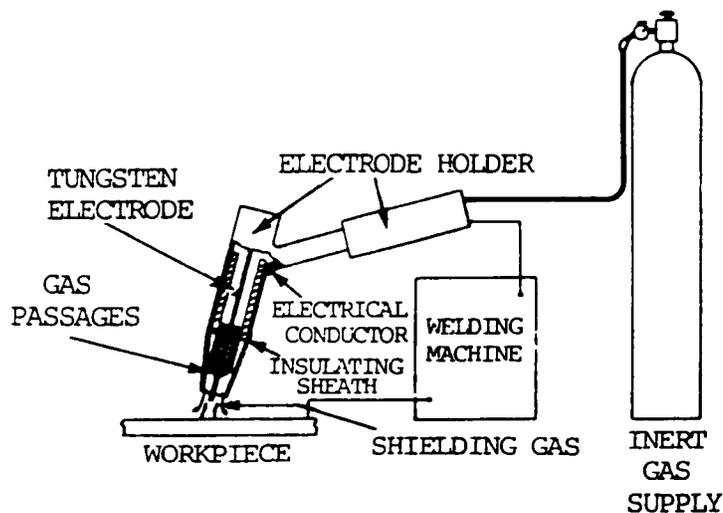 ELECTRODE HOLDER
TUNGSTEN
ELECTRODE
GAS
PASSAGES
ELECTRICAL
CONDUCTOR
INSULATING
SHEATH
WELDING
MACHINE
SHIELDING GAS
WORKPIECE
INERT
GAS
SUPPLY